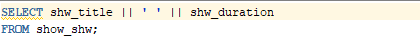 SELECT shw_title || ' ' || shw_duration
FROM show_shw;